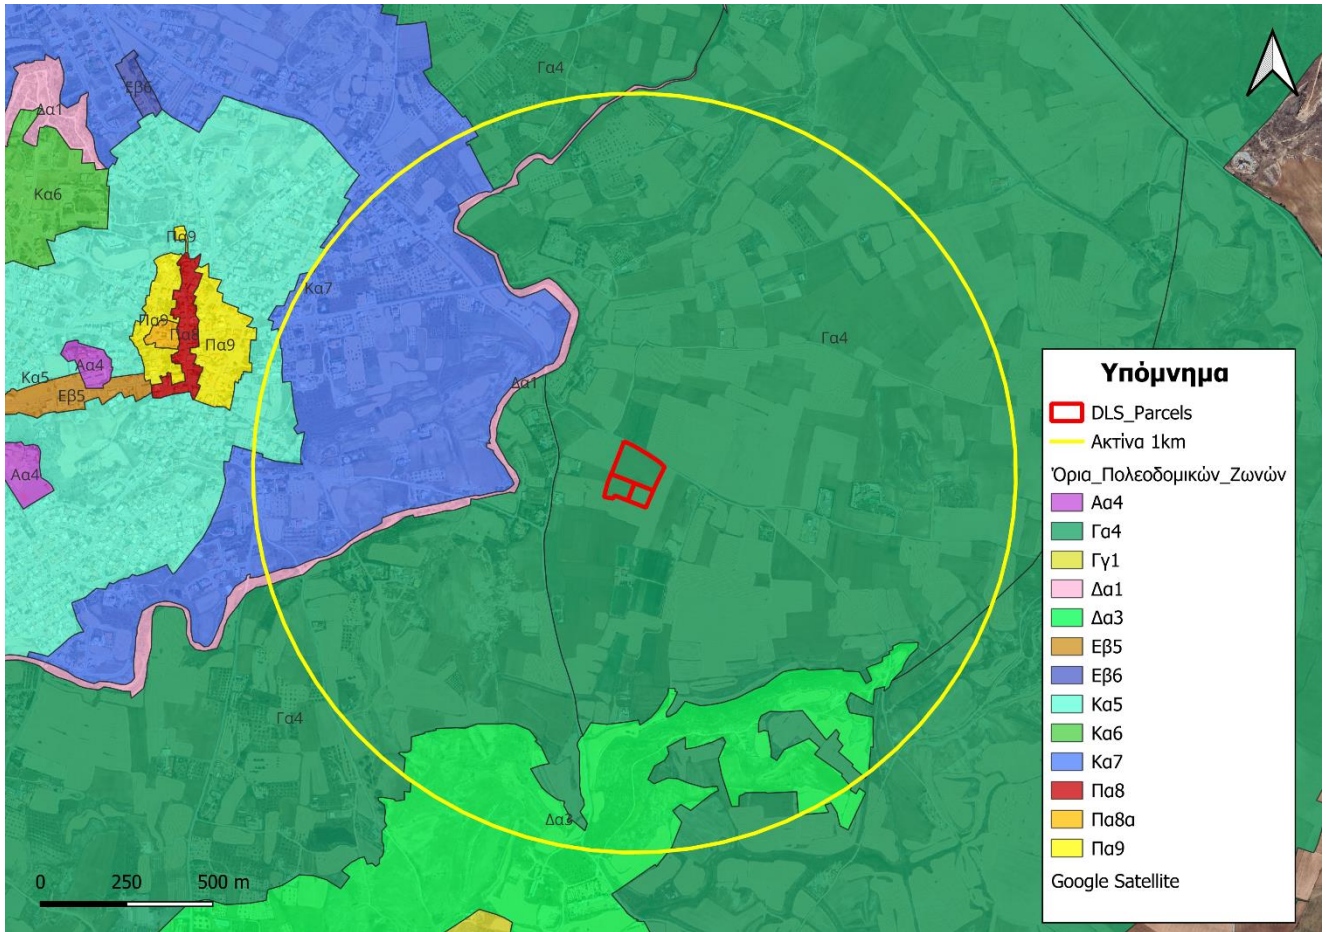 Γα4
Εβ6
Δα1
Κα6
Πα9
Κα7
Πα9
Πα8
Πα9
Γα4
Αα4
Κα5
Εβ5
Δα1
Αα4
Γα4
Δα3
0 250 500 m
Υπόμνημα
DLS_Parcels
Ακτίνα 1km
Όρια_Πολεοδομικών_Ζωνών
Αα4
Γα4
Γγ1
Δα1
Δα3
Εβ5
Εβ6
Κα5
Κα6
Κα7
Πα8
Πα8α
Πα9
Google Satellite